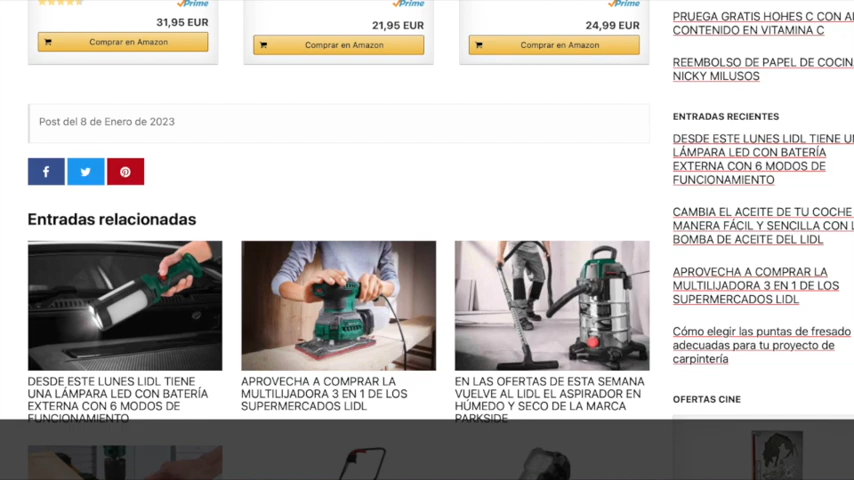 Prime
Prime
Prime
31,95 EUR
21,95 EUR
24,99 EUR
Comprar en Amazon
Comprar en Amazon
Comprar en Amazon
Post del 8 de Enero de 2023
Entradas relacionadas
DESDE ESTE LUNES LIDL TIENE
UNA LÁMPARA LED CON BATERÍA
EXTERNA CON 6 MODOS DE
FUNCIONAMIENTO
APROVECHA A COMPRAR LA
MULTILIJADORA 3 EN 1 DE LOS
SUPERMERCADOS LIDL
EN LAS OFERTAS DE ESTA SEMANA
VUELVE AL LIDL EL ASPIRADOR EN
HÚMEDO Y SECO DE LA MARCA
PARKSIDE
PRUEGA GRATIS HOHES C CON
CONTENIDO EN VITAMINA C
REEMBOLSO DE PAPEL DE COCIN
NICKY MILUSOS
ENTRADAS RECIENTES
DESDE ESTE LUNES LIDL TIENE
LÁMPARA LED CON BATERÍA
EXTERNA CON 6 MODOS DE
FUNCIONAMIENTO
CAMBIA EL ACEITE DE TU COCHE
MANERA FÁCIL Y SENCILLA CON
BOMBA DE ACEITE DEL LIDL
APROVECHA A COMPRAR LA
MULTILIJADORA 3 EN 1 DE LOS
SUPERMERCADOS LIDL
Cómo elegir las puntas de fresado
adecuadas para tu proyecto de
carpintería
OFERTAS CINE